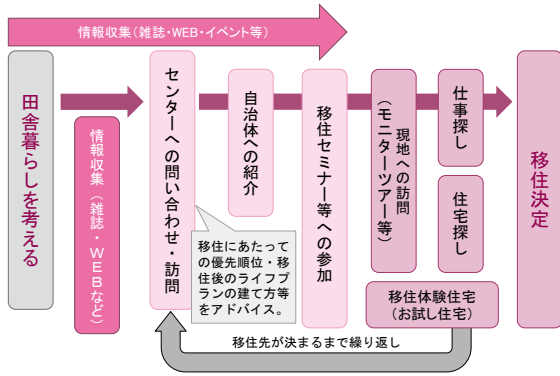 情報収集(雑誌・WEB・イベント等)
田舎暮らしを考える
情報収集(雑誌・WEBなど)
センターへの問い合わせ・訪問
自治体への紹介
移住にあたって
の優先順位・移
住後のライフプ
ランの建て方等
をアドバイス。
移住セミナー等への参加
現地への訪問
(モニターツアー等)
仕事探し
住宅探し
移住体験住宅
(お試し住宅)
移住決定
移住先が決まるまで繰り返し